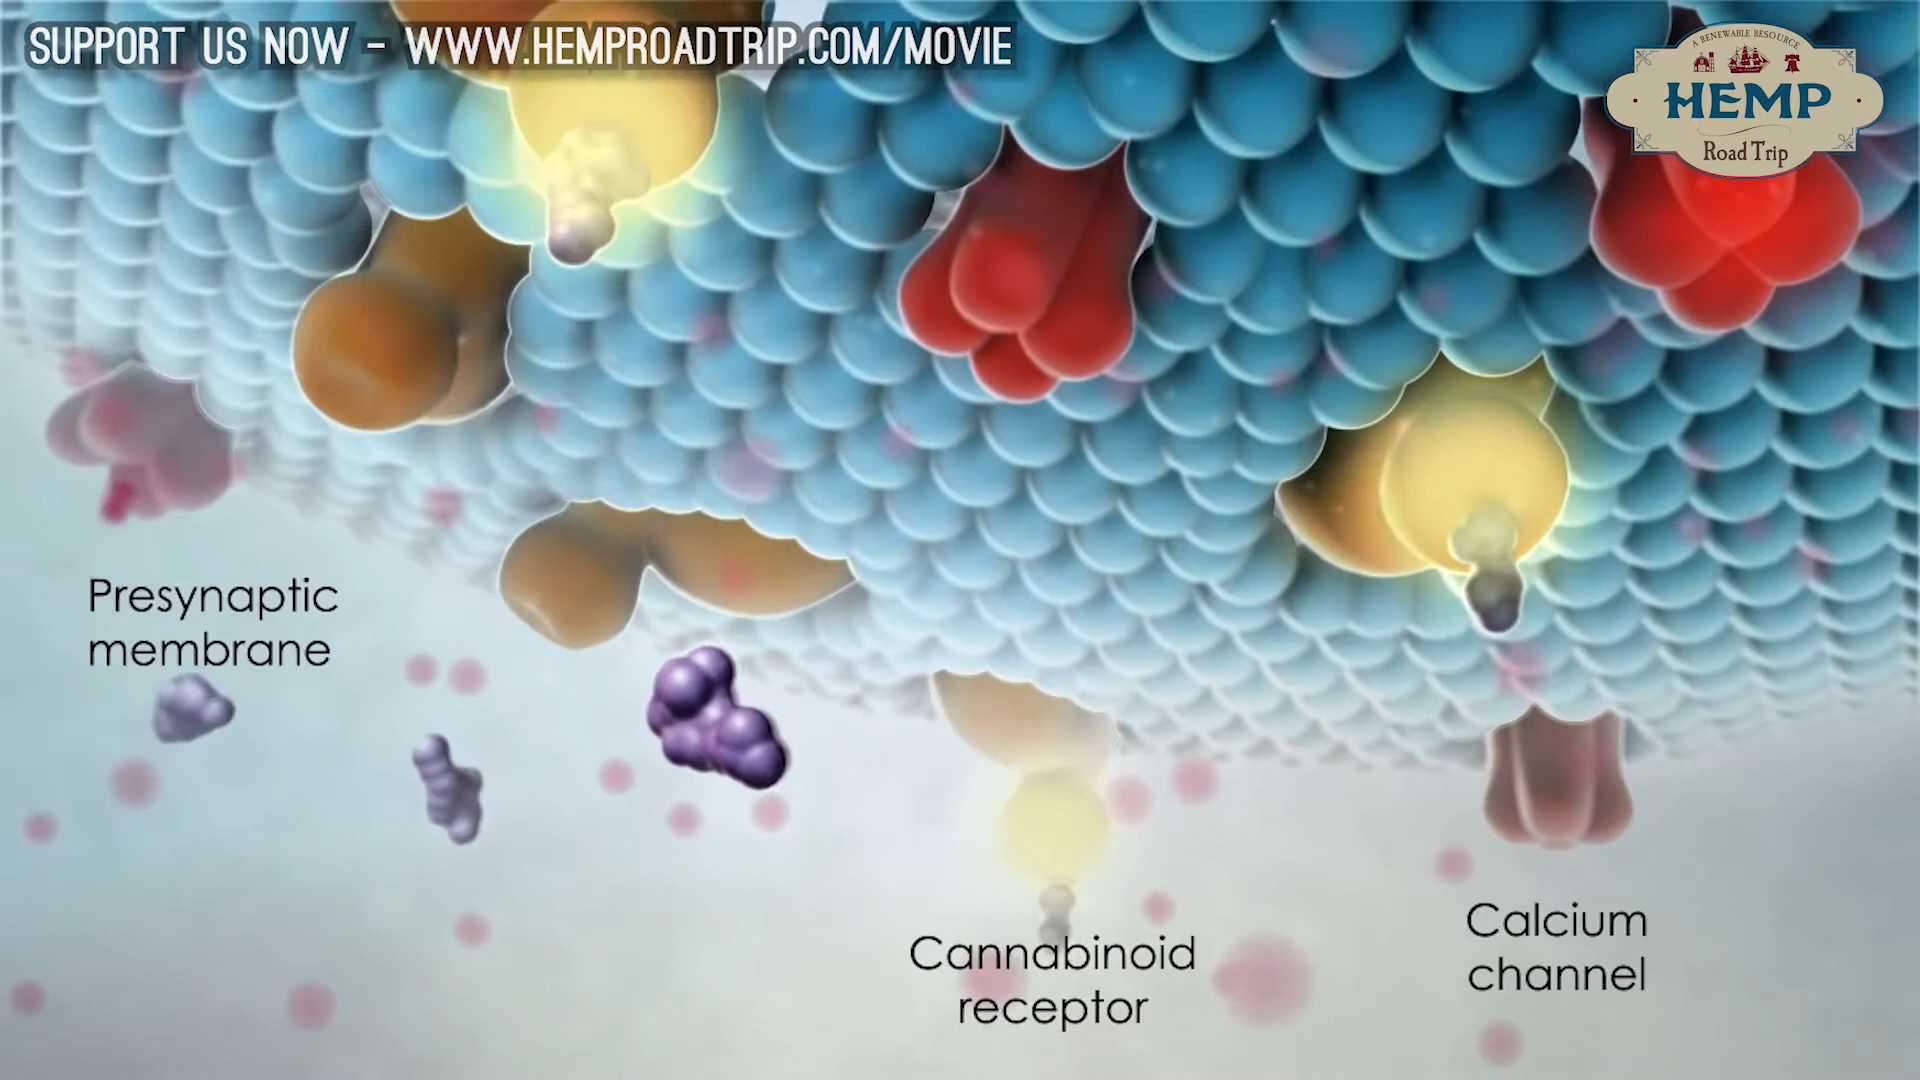 SUPPORT US NOW - WWW.HEMPROADTRIP.COM/MOVIE
A RENEWABLE RESOURCE
HEMP
Road Trip
Presynaptic
membrane
Cannabinoid
receptor
Calcium
channel